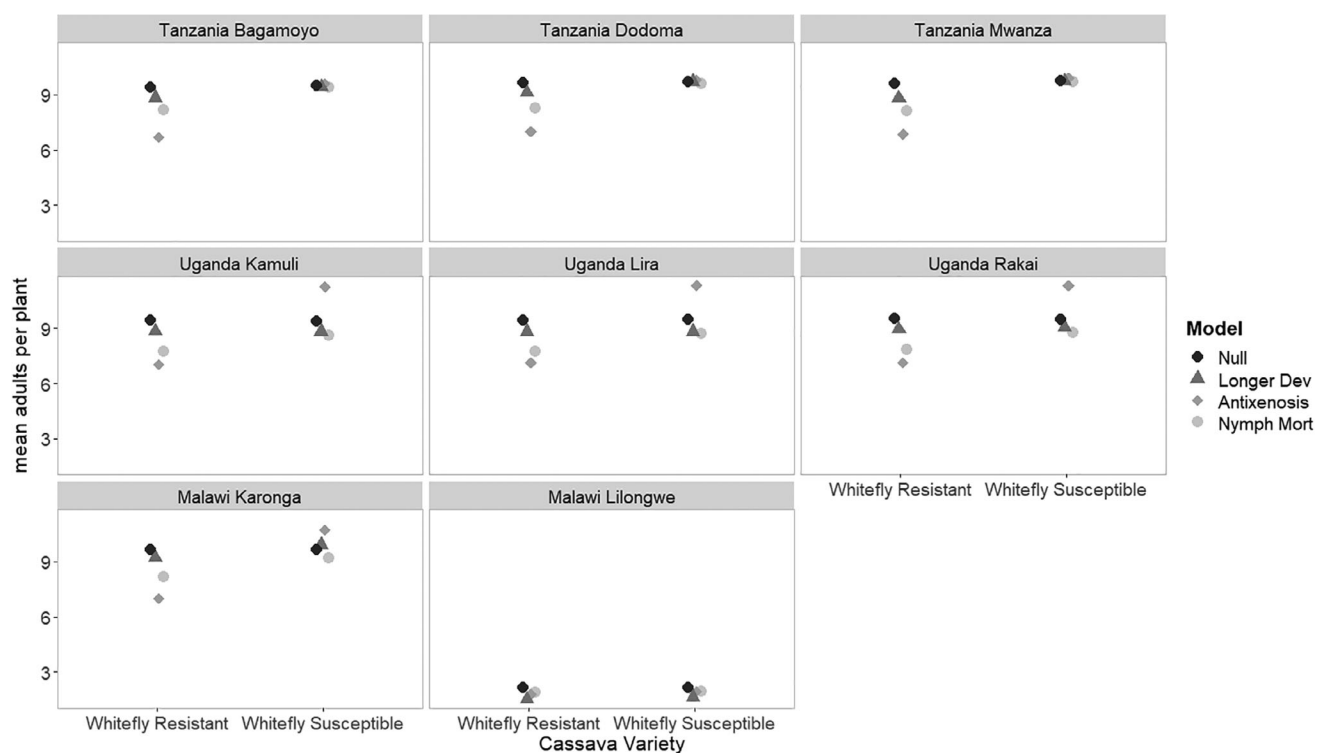 Tanzania Bagamoyo
Tanzania Dodoma
Tanzania Mwanza
9
6
3
Uganda Kamuli
Uganda Lira
Uganda Rakai
9
6
3
mean adults per plant
Malawi Karonga
Malawi Lilongwe
Whitefly Resistant
Whitefly Susceptible
9
6
3
Whitefly Resistant
Whitefly Susceptible
Whitefly Resistant
Whitefly Susceptible
Cassava Variety
Model
Null
Longer Dev
Antixenosis
Nymph Mort